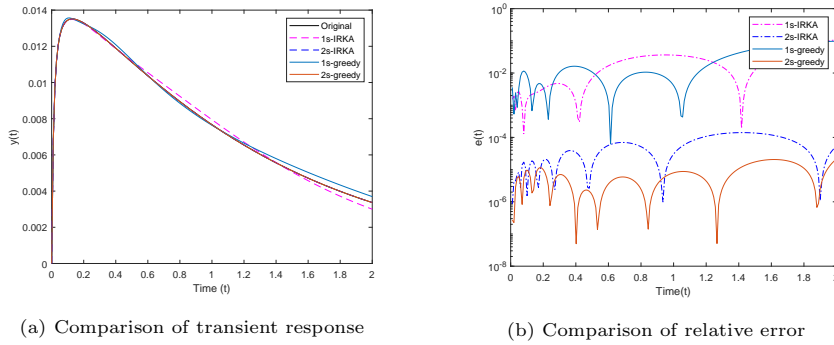 0.014
0.012
0.01
0.008
0.006
0.004
0.002
0
y(t)
0 0.2 0.4 0.6 0.8 1 1.2 1.4 1.6 1.8 2
Time (t)
Original
1s-IRKA
2s-IRKA
1s-greedy
2s-greedy
(a) Comparison of transient response
10^0
10^-2
10^-4
10^-6
10^-8
e(t)
0 0.2 0.4 0.6 0.8 1 1.2 1.4 1.6 1.8 2
Time(t)
1s-IRKA
2s-IRKA
1s-greedy
2s-greedy
(b) Comparison of relative error